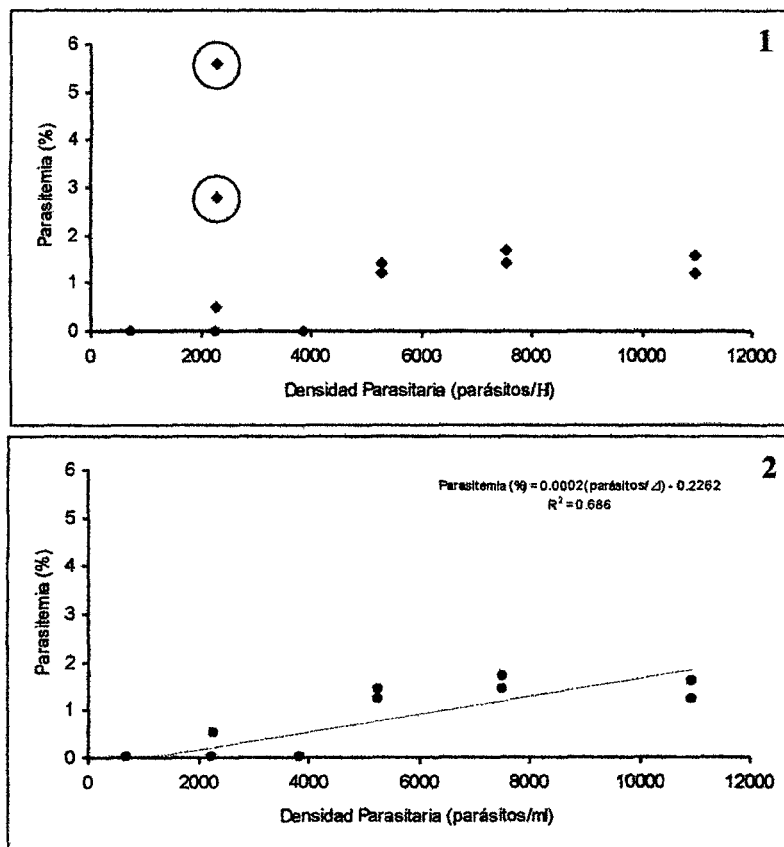 1
6
5
4
3
2
1
0
Parasitemia (%)
0 2000 4000 6000 8000 10000 12000
Densidad Parasitaria (parásitos/H)
2
Parasitemia (%) = 0.0002(parásitos/) - 0.2262
R² = 0.686
6
5
4
3
2
1
0
Parasitemia (%)
0 2000 4000 6000 8000 10000 12000
Densidad Parasitaria (parásitos/ml)